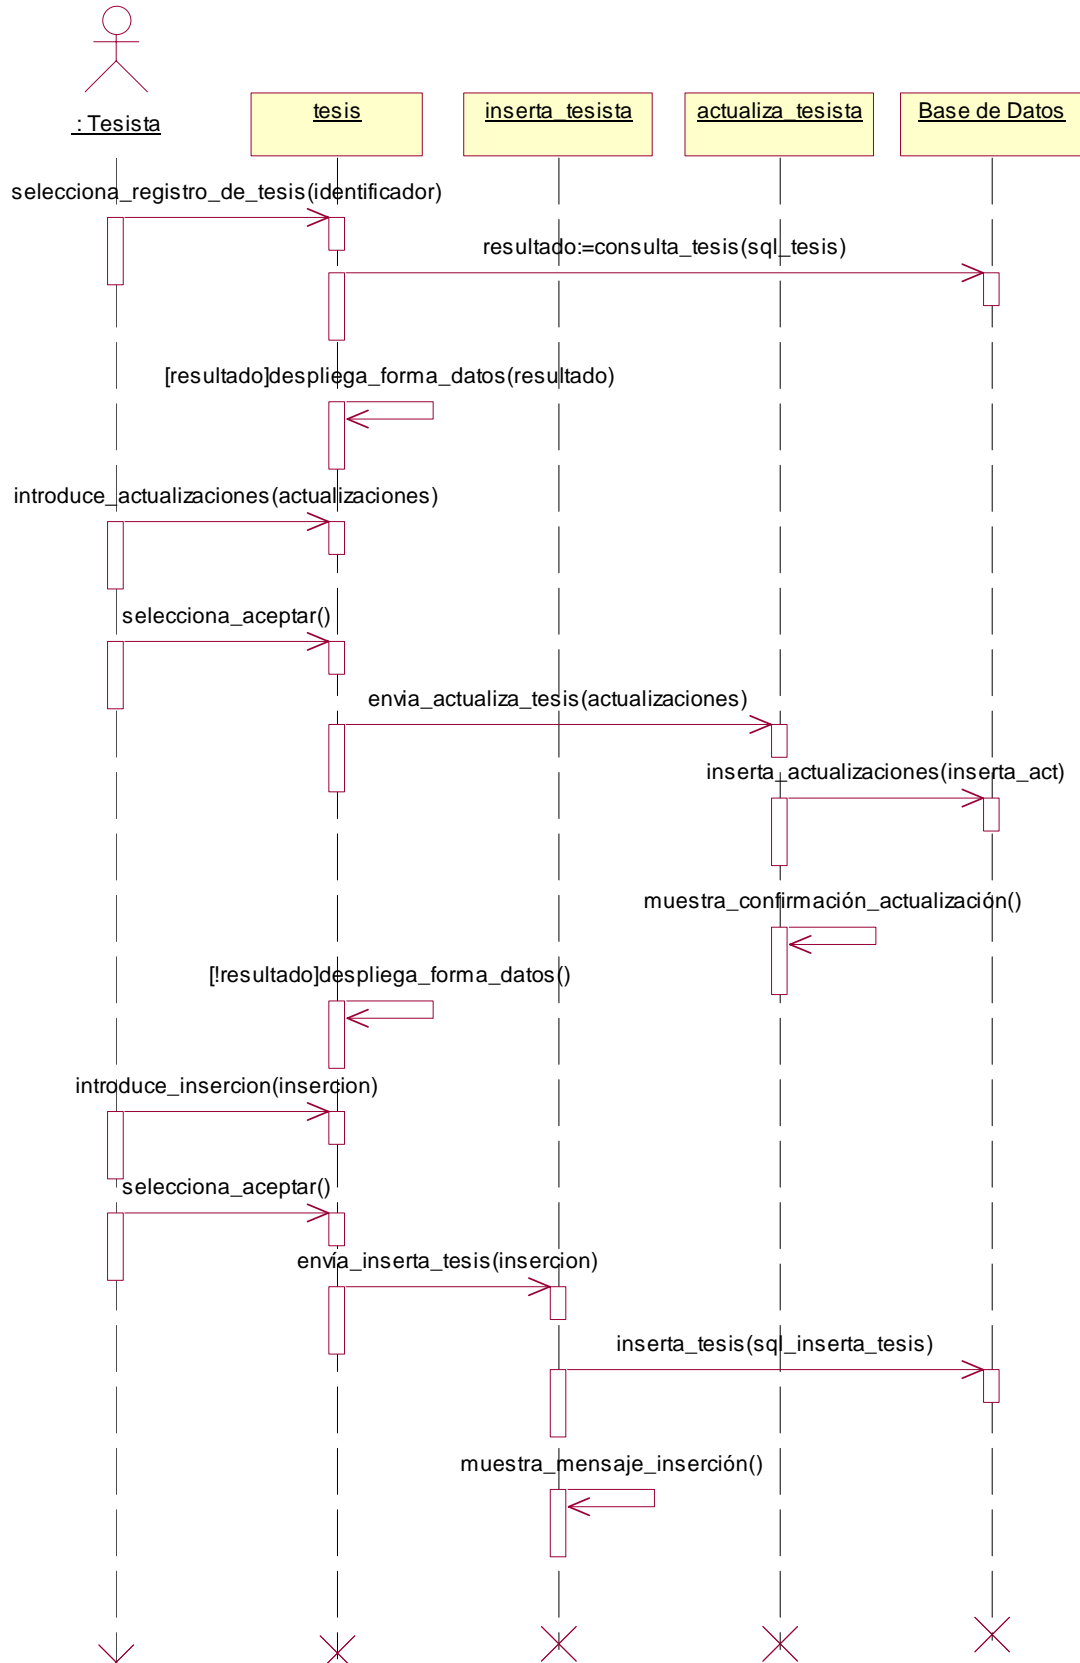 : Tesista
tesis
inserta_tesista
actualiza_tesista
Base de Datos
selecciona_registro_de_tesis(identificador)
resultado:=consulta_tesis(sql_tesis)
[resultado]despliega_forma_datos(resultado)
introduce_actualizaciones(actualizaciones)
selecciona_aceptar()
envia_actualiza_tesis(actualizaciones)
inserta_actualizaciones(inserta_act)
muestra_confirmación_actualización()
[!resultado]despliega_forma_datos()
introduce_insercion(insercion)
selecciona_aceptar()
envía_inserta_tesis(insercion)
inserta_tesis(sql_inserta_tesis)
muestra_mensaje_inserción()